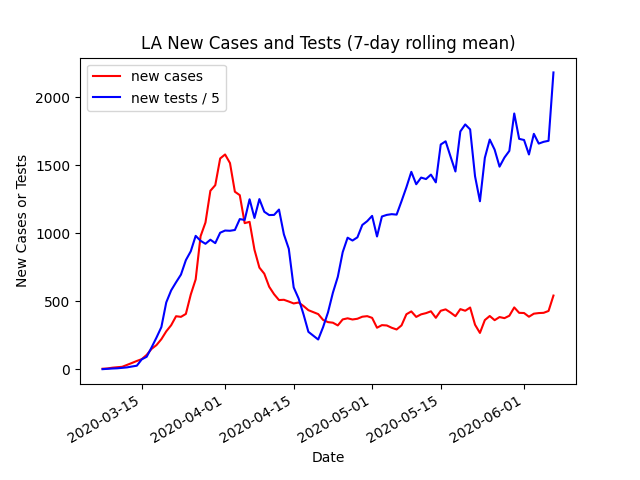 LA New Cases and Tests (7-day rolling mean)
new cases
new tests / 5
New Cases or Tests
2000
1500
1000
500
0
2020-03-15
2020-04-01
2020-04-15
2020-05-01
2020-05-15
2020-06-01
Date